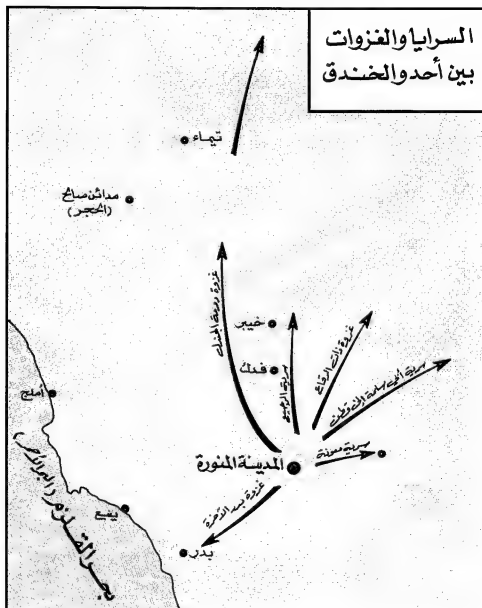 السرايا والغزوات
بين أحد والخندق
تيماء
مدائن صالح
(الحجر)
غزوة دومة الجندل
خيبر
فدك
سرية الرجيع
غزوة ذات الرقاع
سرية أبي سلمة إلى قطن
أملج
المدينة المنورة
سرية معونة
غزوة بدر الآخرة
ينبع
بدر
بحر القلزم (البحر الأحمر)